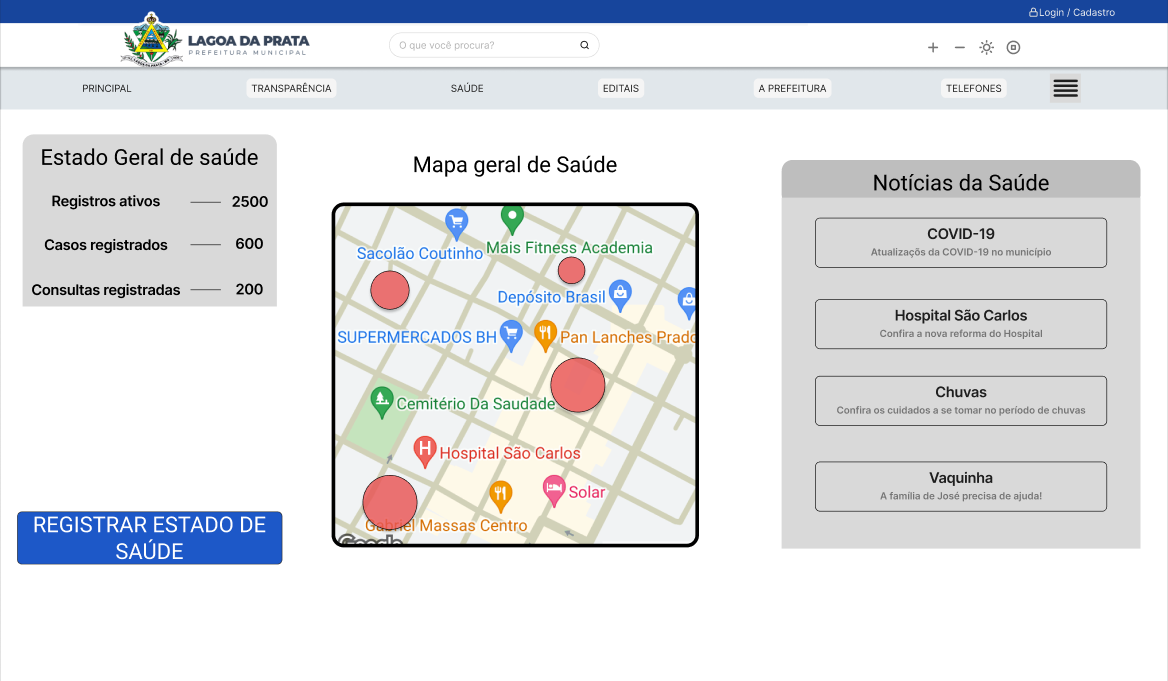 Login / Cadastro
LAGOA DA PRATA
PREFEITURA MUNICIPAL
O que você procura?
PRINCIPAL
TRANSPARÊNCIA
SAÚDE
EDITAIS
A PREFEITURA
TELEFONES
Estado Geral de saúde
Registros ativos 2500
Casos registrados 600
Consultas registradas 200
REGISTRAR ESTADO DE
SAÚDE
Mapa geral de Saúde
Sacolão Coutinho
Mais Fitness Academia
Depósito Brasil
SUPERMERCADOS BH
Pan Lanches Prado
Cemitério Da Saudade
H
Hospital São Carlos
Solar
Gabriel Massas Centro
Google
Notícias da Saúde
COVID-19
Atualizaçõs da COVID-19 no município
Hospital São Carlos
Confira a nova reforma do Hospital
Chuvas
Confira os cuidados a se tomar no período de chuvas
Vaquinha
A família de José precisa de ajuda!